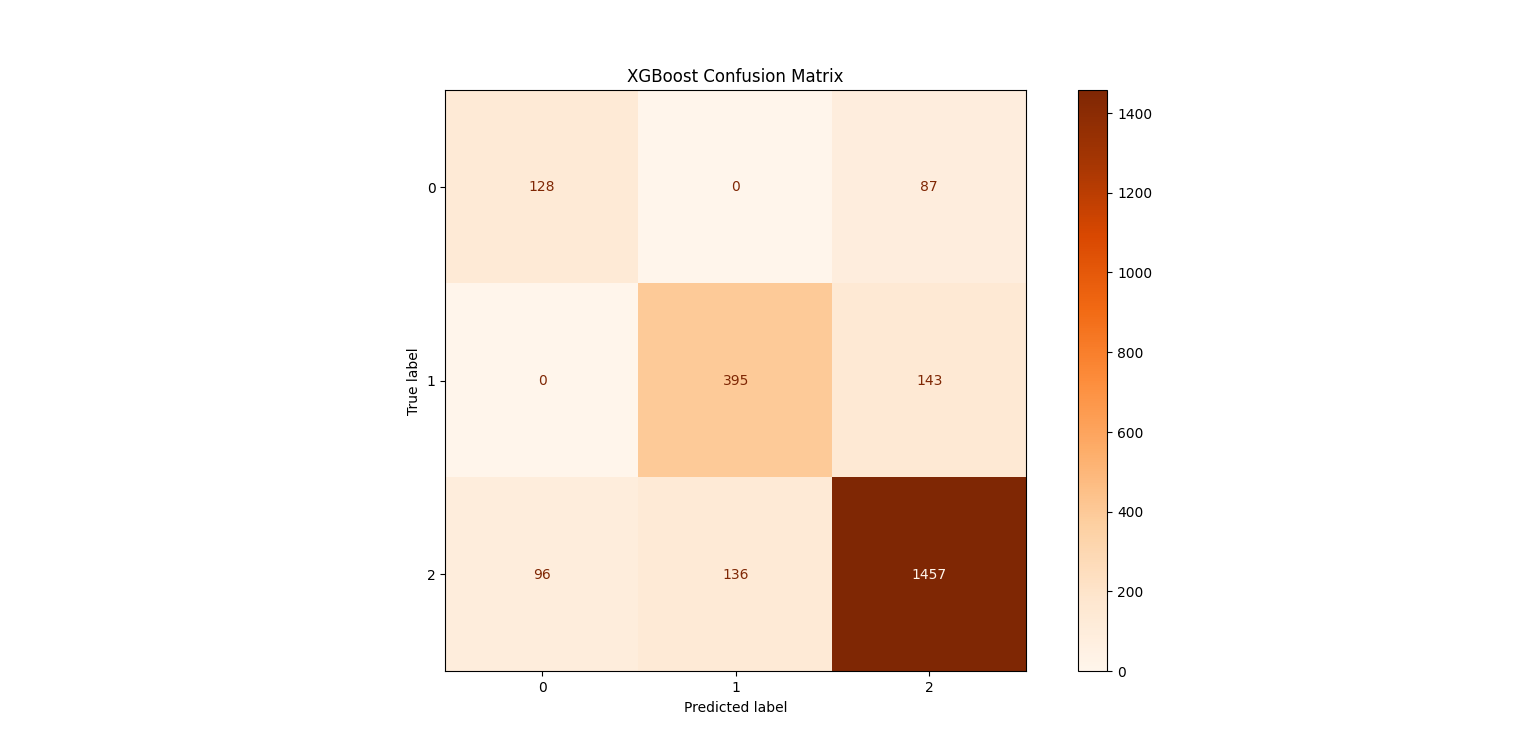 XGBoost Confusion Matrix
128 0 87
0 395 143
96 136 1457
0
1
2
True label
0 1 2
Predicted label
1400
1200
1000
800
600
400
200
0